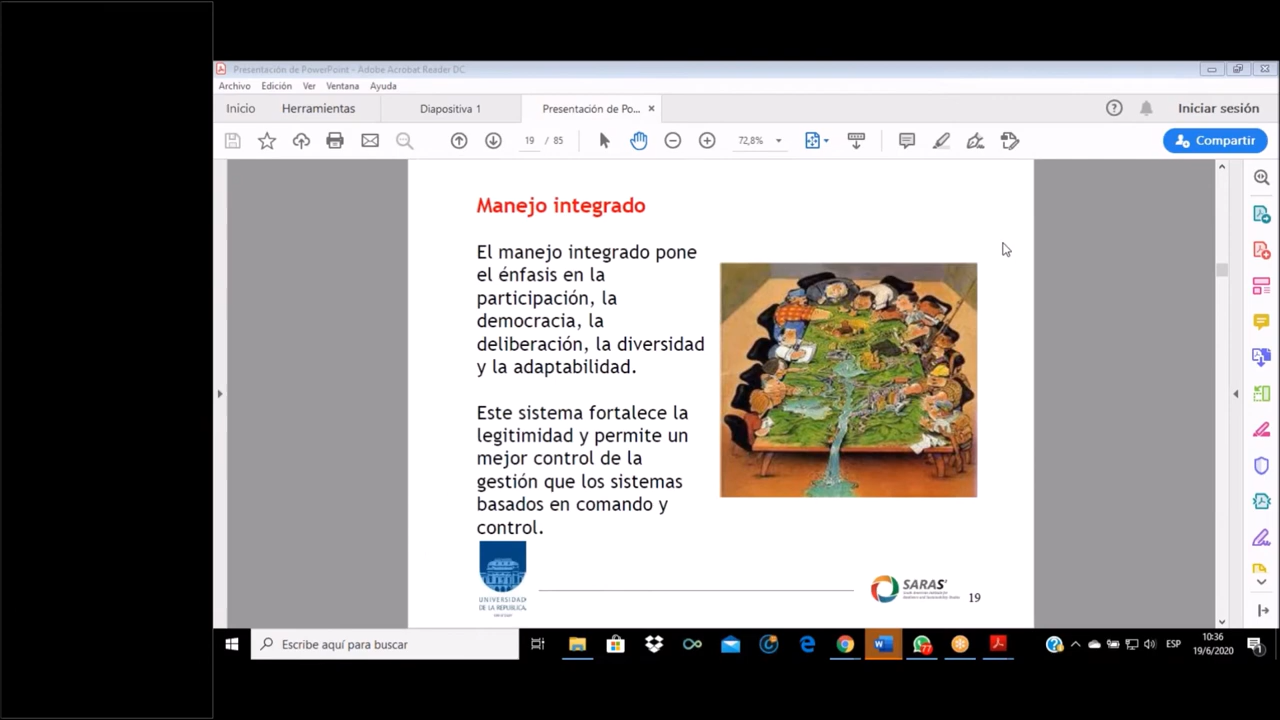 Presentación de PowerPoint - Adobe Acrobat Reader DC
Archivo Edición Ver Ventana Ayuda
Inicio Herramientas Diapositiva 1 Presentación de Po... × Iniciar sesión
19 / 85 72,8% Compartir
Manejo integrado
El manejo integrado pone
el énfasis en la
participación, la
democracia, la
deliberación, la diversidad
y la adaptabilidad.
Este sistema fortalece la
legitimidad y permite un
mejor control de la
gestión que los sistemas
basados en comando y
control.
UNIVERSIDAD
DE LA REPUBLICA
SARAS
19
Escribe aquí para buscar
77
ESP
10:36
19/6/2020
1